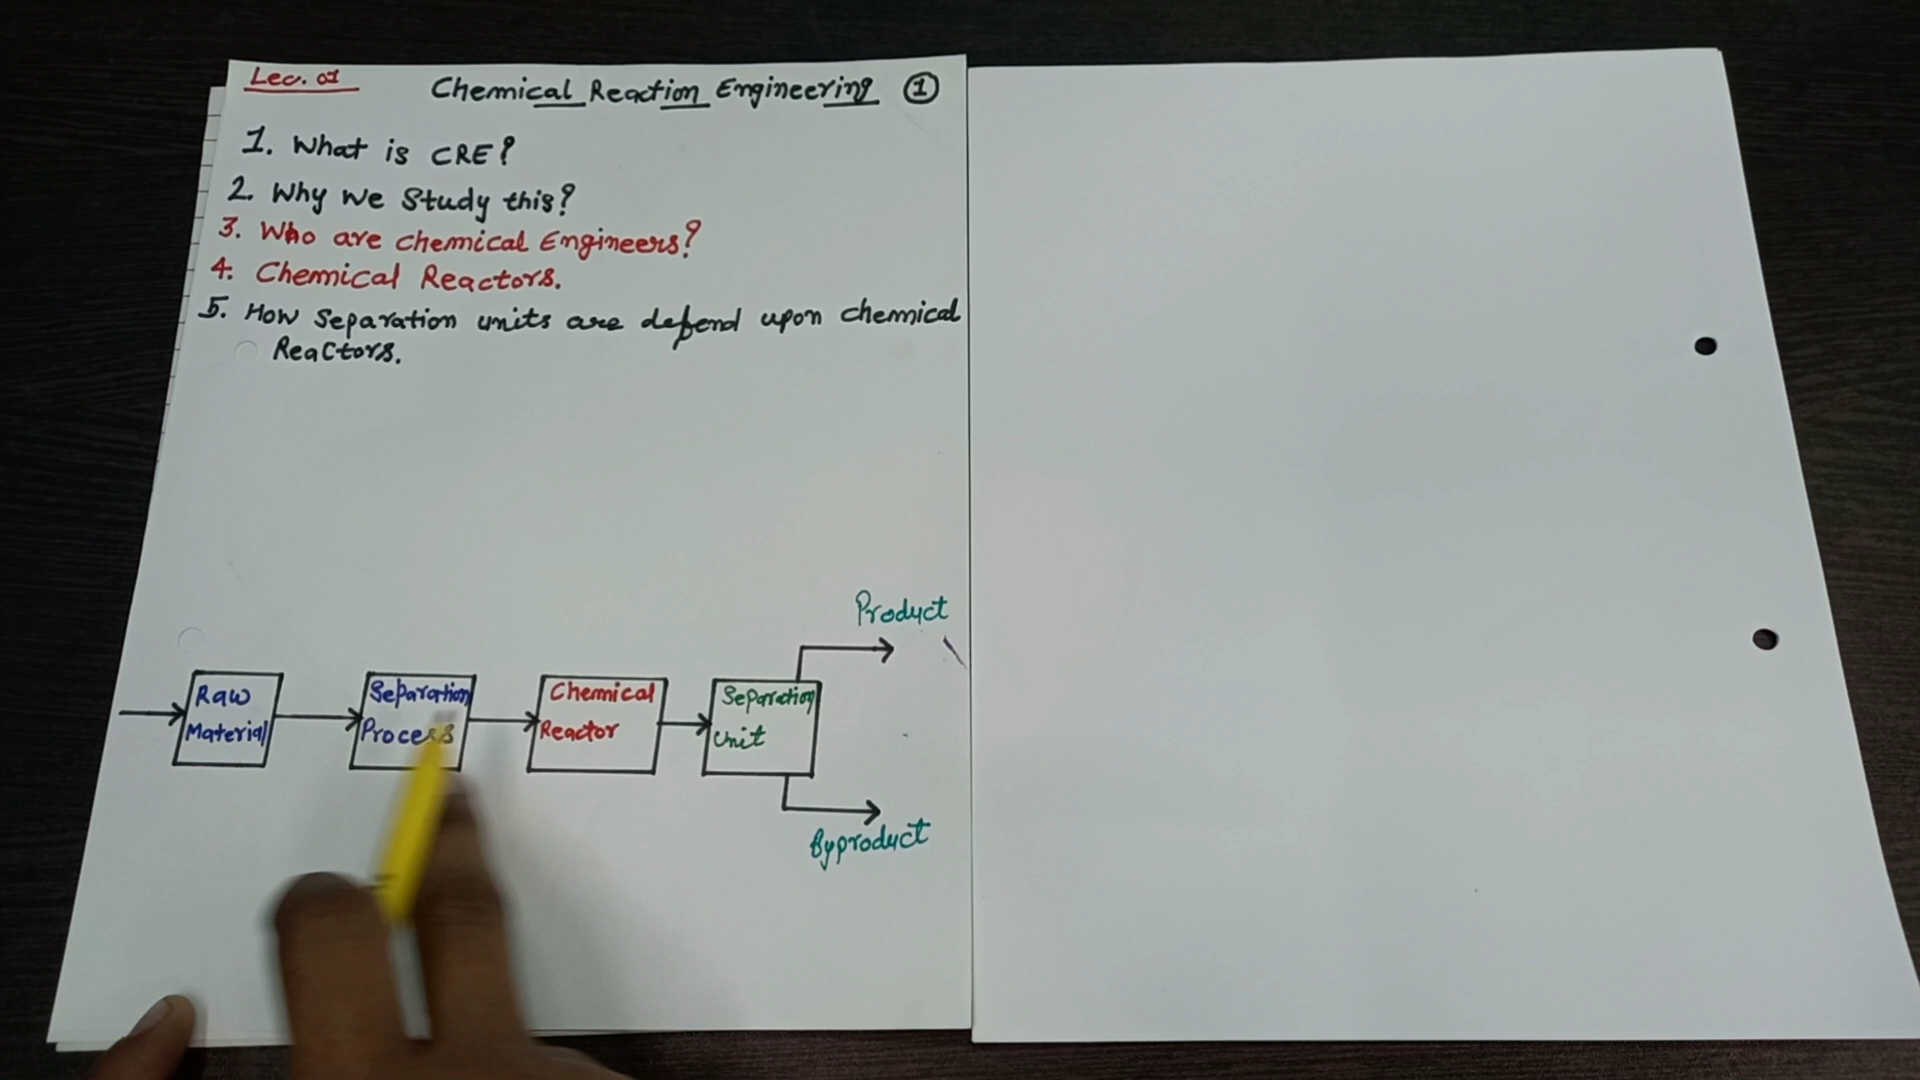 Lec. 01
Chemical Reaction Engineering 1
1. What is CRE?
2. Why we Study this?
3. Who are chemical Engineers?
4. Chemical Reactors.
5. How Separation units are depend upon chemical
Reactors.
Product
Raw
Material
Separation
Process
Chemical
Reactor
Separation
Unit
Byproduct